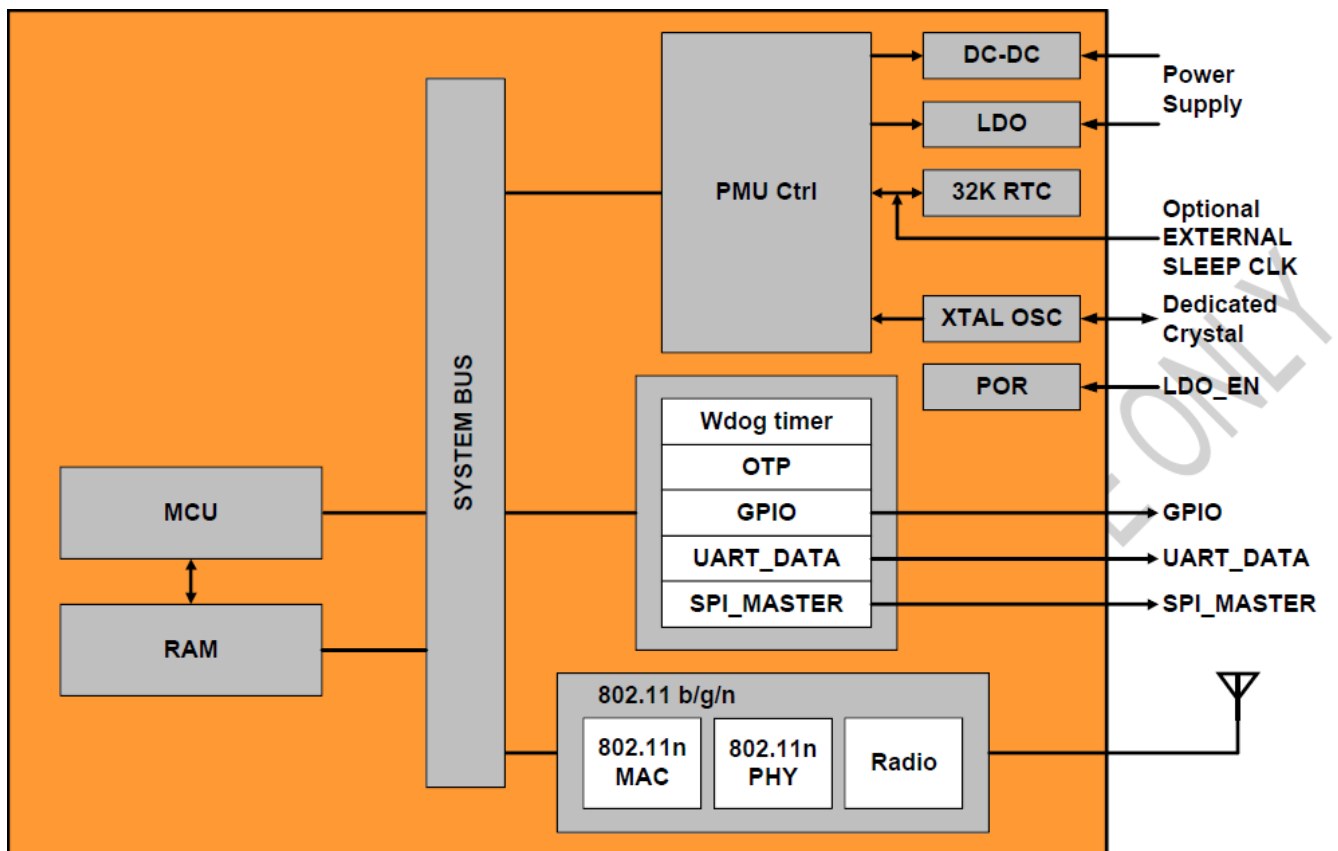 DC-DC
Power
Supply
LDO
PMU Ctrl
32K RTC
Optional
EXTERNAL
SLEEP CLK
XTAL OSC
Dedicated
Crystal
POR
LDO_EN
SYSTEM BUS
Wdog timer
OTP
GPIO
UART_DATA
SPI_MASTER
GPIO
UART_DATA
SPI_MASTER
MCU
RAM
802.11 b/g/n
802.11n
MAC
802.11n
PHY
Radio
ONLY